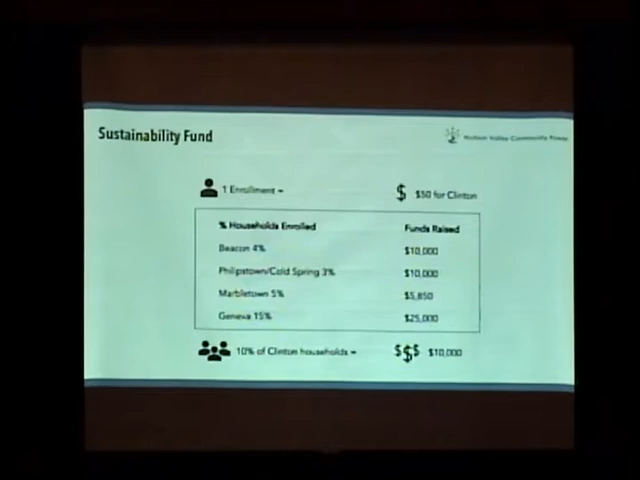 Sustainability Fund
Hudson Valley Community Power
1 Enrollment =
$ $50 for Clinton
% Households Enrolled Funds Raised
Beacon 4% $10,000
Philipstown/Cold Spring 3% $10,000
Marbletown 5% $5,850
Geneva 15% $25,000
10% of Clinton households = $$$ $10,000